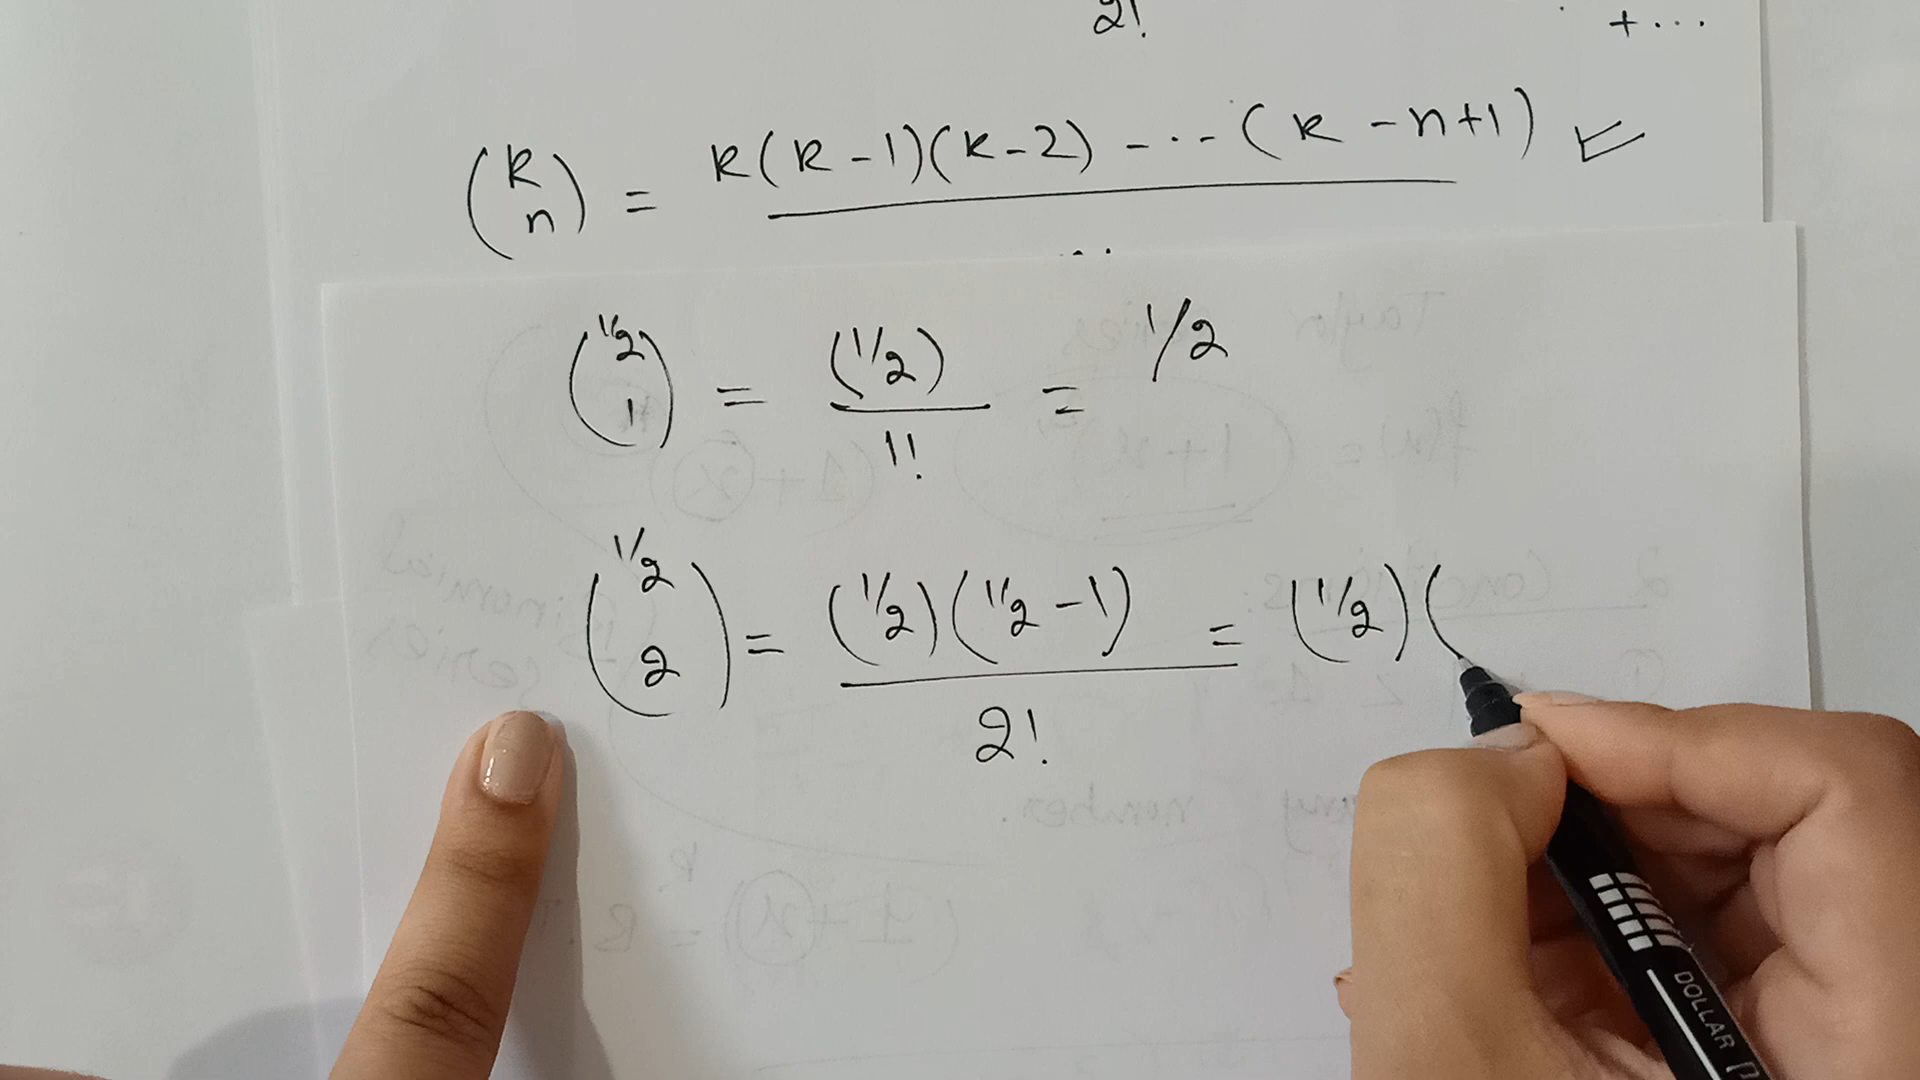 2!
+ ...
(k n) = k(k-1)(k-2) - ... (k - n+1)
(1/2 1) = (1/2) / 1! = 1/2
(1/2 2) = (1/2)(1/2 - 1) / 2! = (1/2)(
DOLLAR